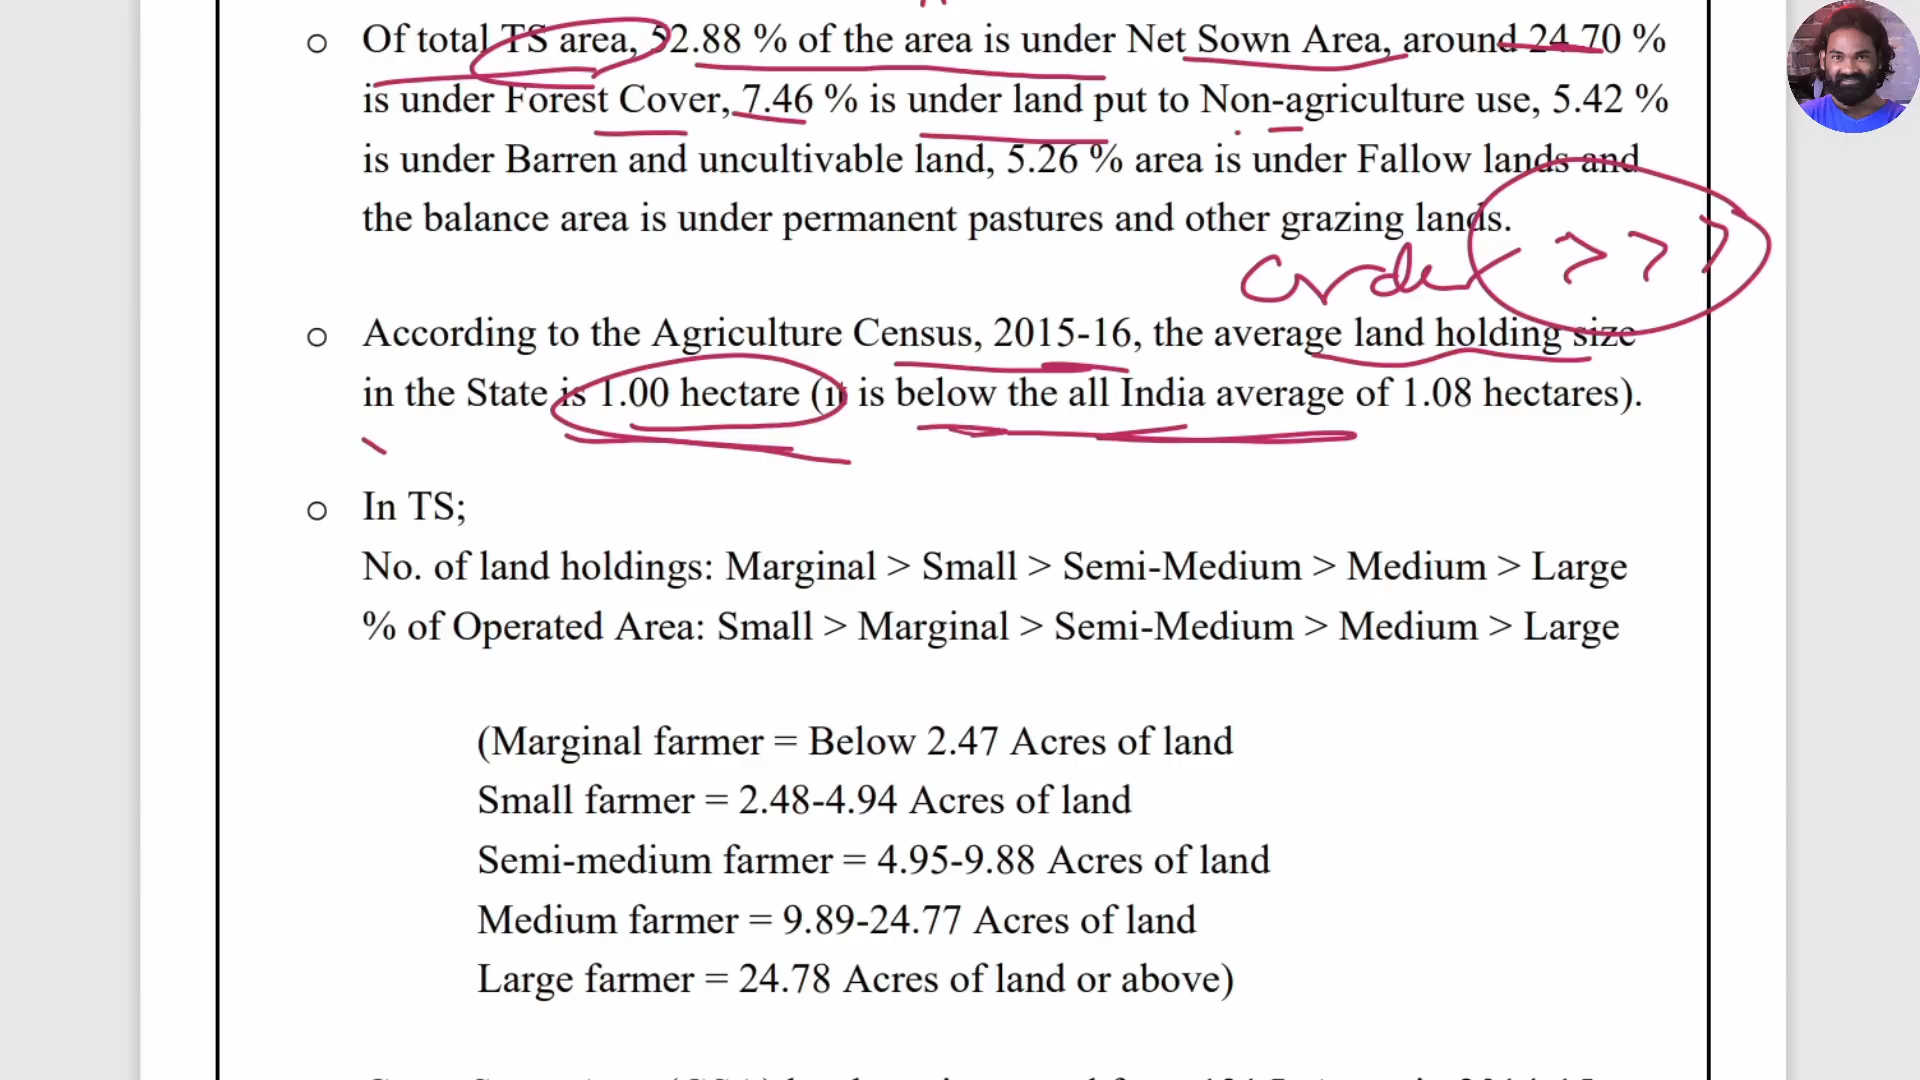 o Of total TS area, 52.88 % of the area is under Net Sown Area, around 24.70 %
is under Forest Cover, 7.46 % is under land put to Non-agriculture use, 5.42 %
is under Barren and uncultivable land, 5.26 % area is under Fallow lands and
the balance area is under permanent pastures and other grazing lands.
order > > >
o According to the Agriculture Census, 2015-16, the average land holding size
in the State is 1.00 hectare (it is below the all India average of 1.08 hectares).
o In TS;
No. of land holdings: Marginal > Small > Semi-Medium > Medium > Large
% of Operated Area: Small > Marginal > Semi-Medium > Medium > Large
(Marginal farmer = Below 2.47 Acres of land
Small farmer = 2.48-4.94 Acres of land
Semi-medium farmer = 4.95-9.88 Acres of land
Medium farmer = 9.89-24.77 Acres of land
Large farmer = 24.78 Acres of land or above)